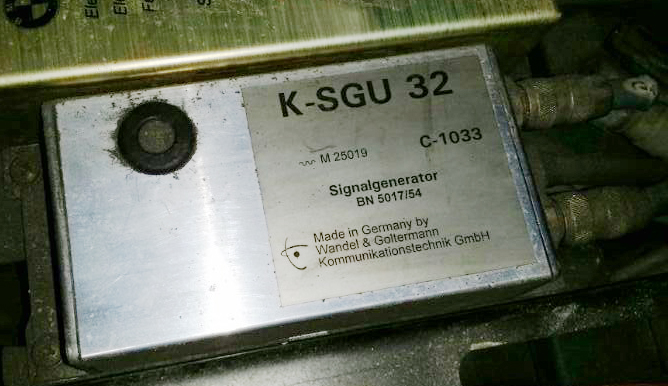 K-SGU 32
M 25019
C-1033
Signalgenerator
BN 5017/54
Made in Germany by
Wandel & Goltermann
Kommunikationstechnik GmbH